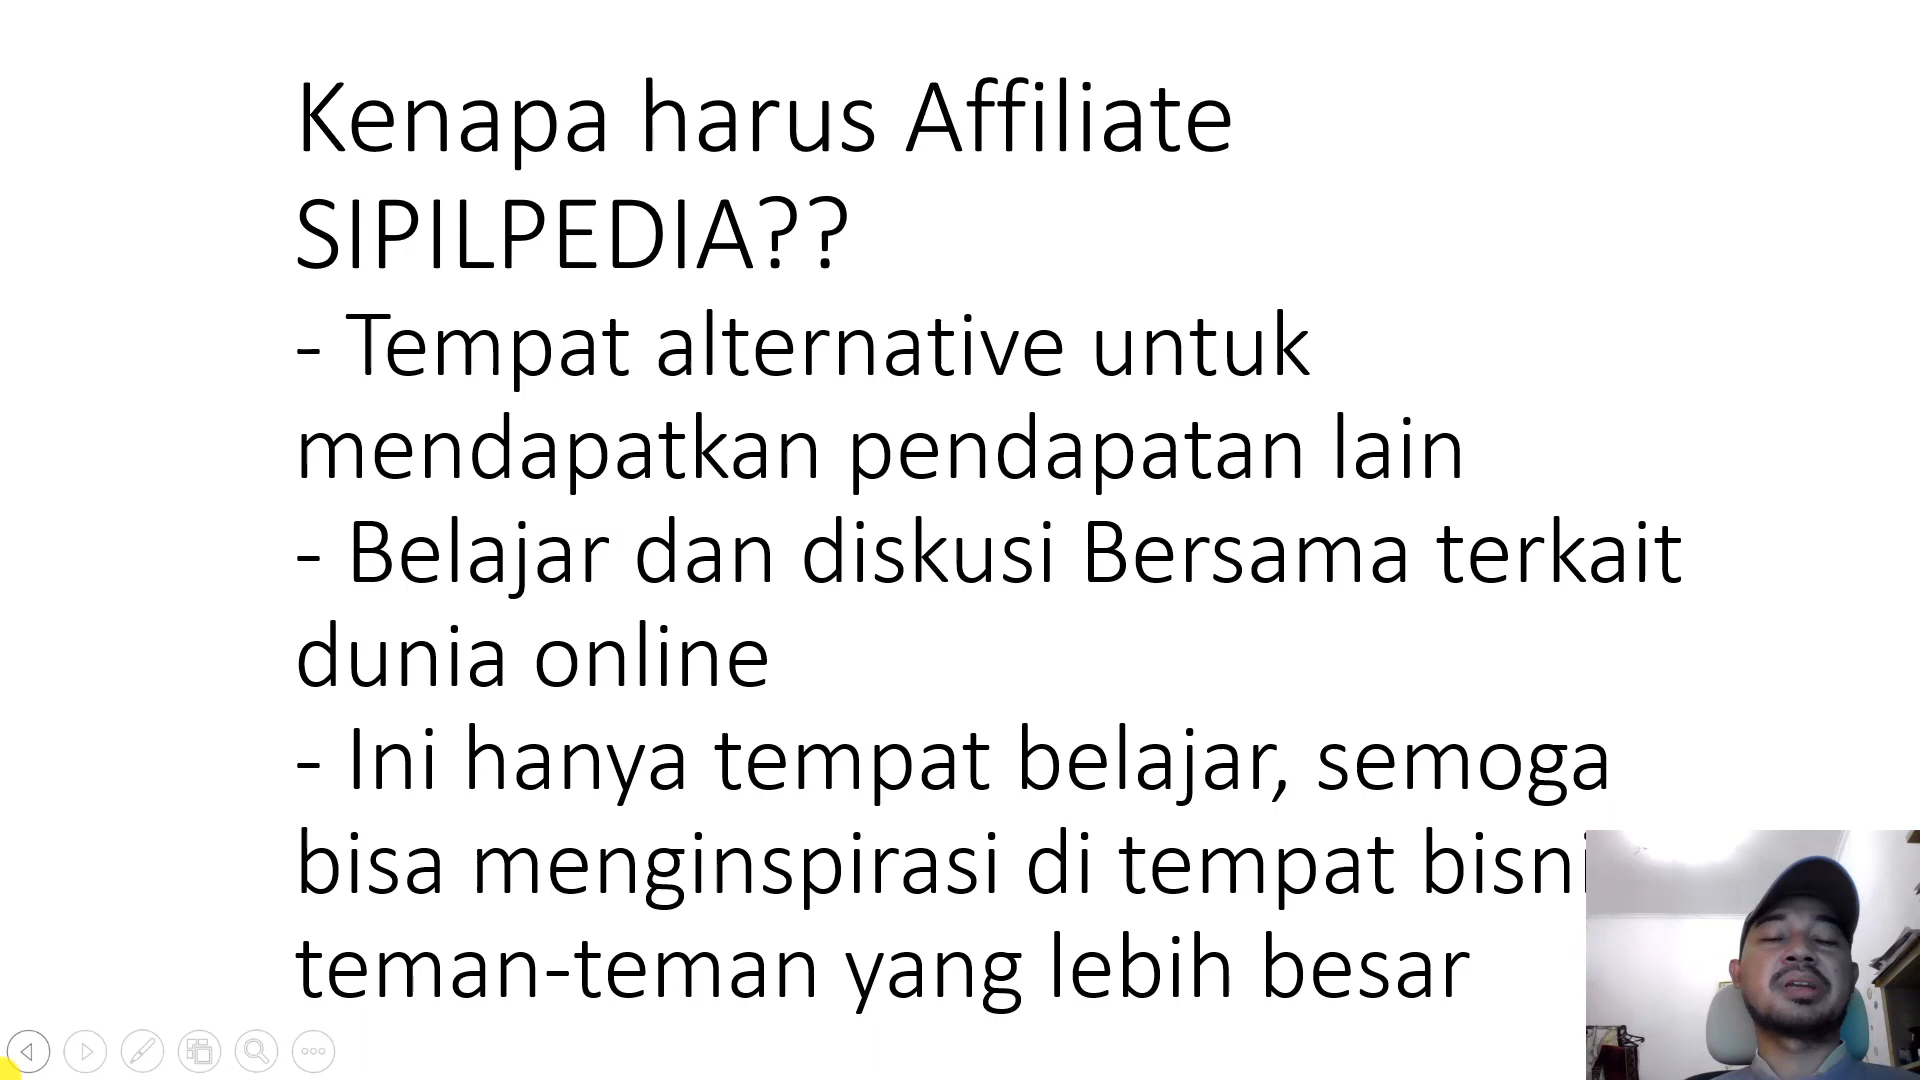 Kenapa harus Affiliate
SIPILPEDIA??
- Tempat alternative untuk
mendapatkan pendapatan lain
- Belajar dan diskusi Bersama terkait
dunia online
- Ini hanya tempat belajar, semoga
bisa menginspirasi di tempat bisni
teman-teman yang lebih besar